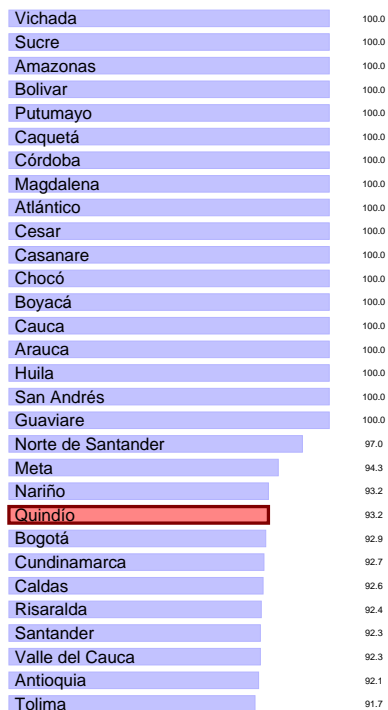 Vichada 100.0
Sucre 100.0
Amazonas 100.0
Bolivar 100.0
Putumayo 100.0
Caquetá 100.0
Córdoba 100.0
Magdalena 100.0
Atlántico 100.0
Cesar 100.0
Casanare 100.0
Chocó 100.0
Boyacá 100.0
Cauca 100.0
Arauca 100.0
Huila 100.0
San Andrés 100.0
Guaviare 100.0
Norte de Santander 97.0
Meta 94.3
Nariño 93.2
Quindío 93.2
Bogotá 92.9
Cundinamarca 92.7
Caldas 92.6
Risaralda 92.4
Santander 92.3
Valle del Cauca 92.3
Antioquia 92.1
Tolima 91.7